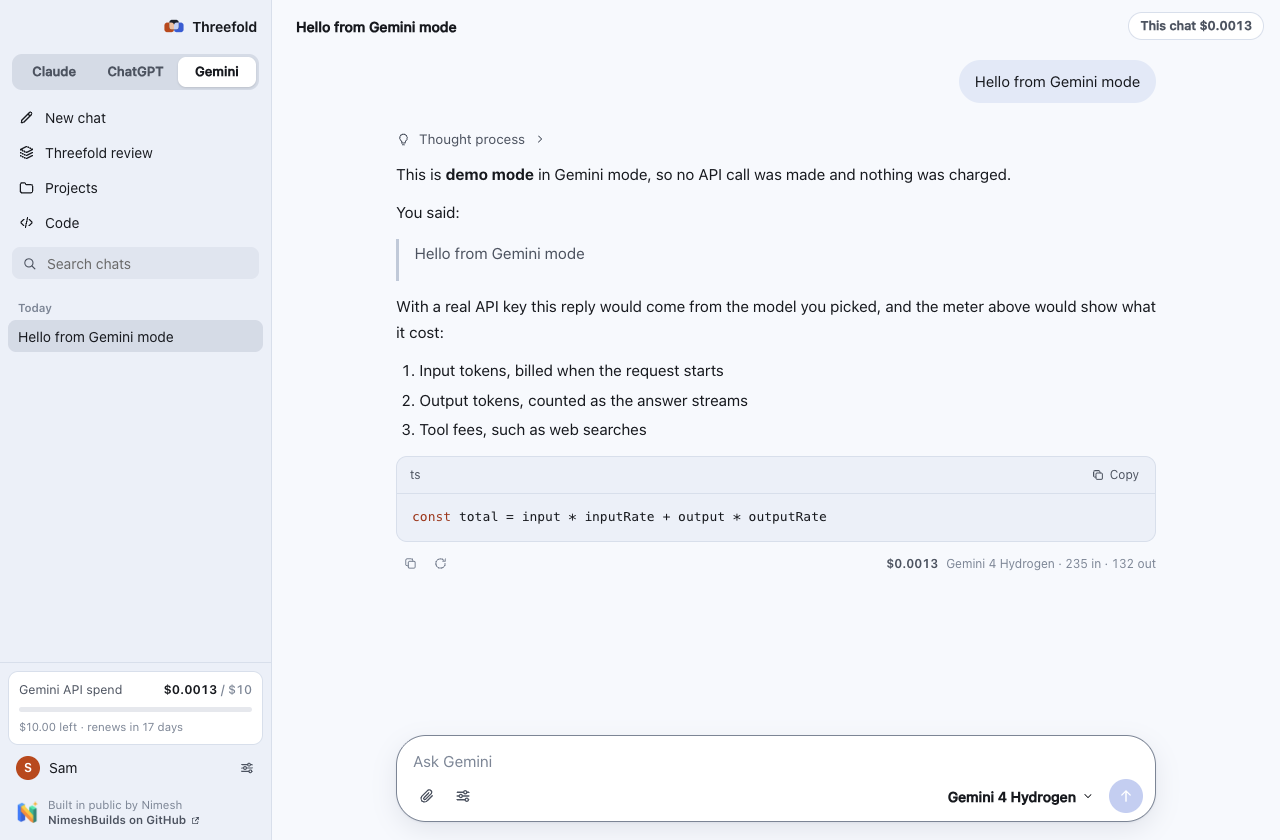 Threefold
Claude
ChatGPT
Gemini
New chat
Threefold review
Projects
Code
Search chats
Today
Hello from Gemini mode
Gemini API spend
$0.0013 / $10
$10.00 left · renews in 17 days
S
Sam
Built in public by Nimesh
NimeshBuilds on GitHub
Hello from Gemini mode
This chat $0.0013
Hello from Gemini mode
Thought process
This is demo mode in Gemini mode, so no API call was made and nothing was charged.
You said:
Hello from Gemini mode
With a real API key this reply would come from the model you picked, and the meter above would show what
it cost:
1. Input tokens, billed when the request starts
2. Output tokens, counted as the answer streams
3. Tool fees, such as web searches
ts
Copy
const total = input * inputRate + output * outputRate
$0.0013 Gemini 4 Hydrogen · 235 in · 132 out
Ask Gemini
Gemini 4 Hydrogen